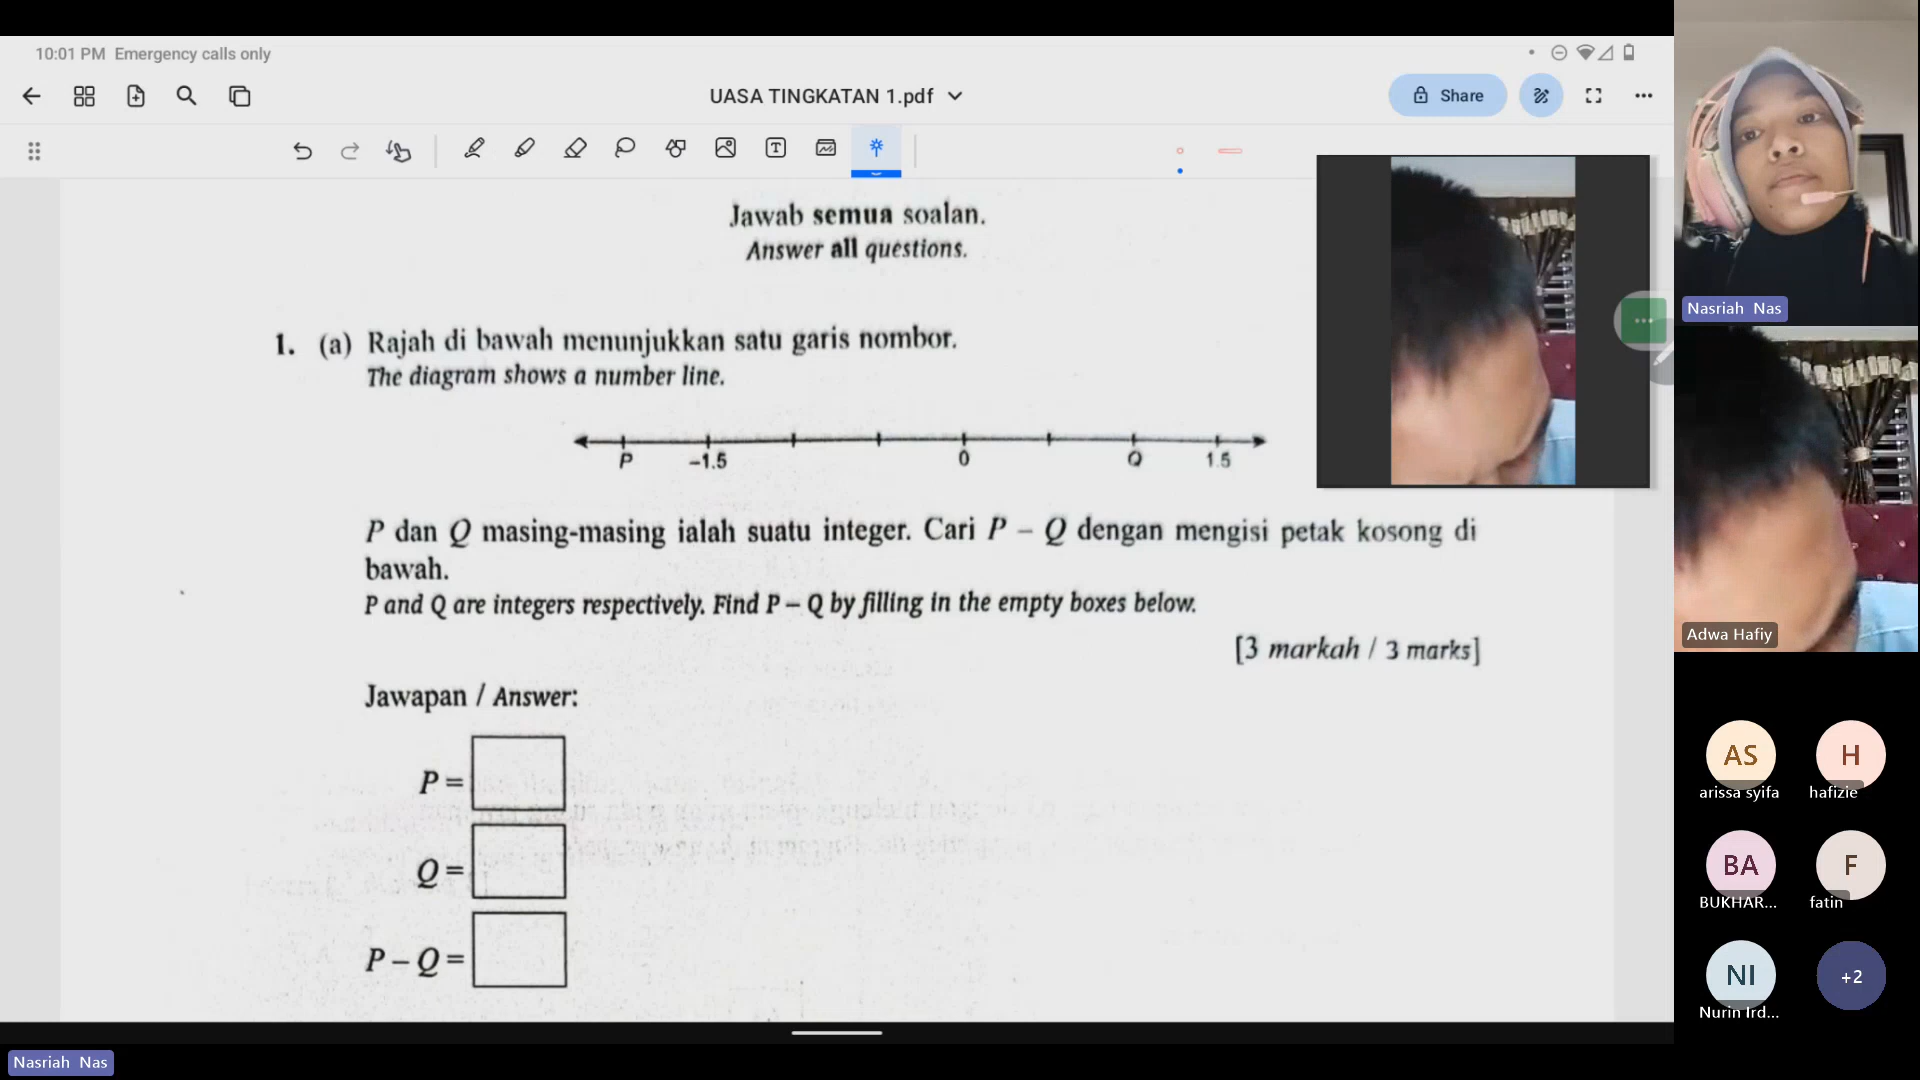 10:01 PM Emergency calls only
UASA TINGKATAN 1.pdf
Share
Jawab semua soalan.
Answer all questions.
1. (a) Rajah di bawah menunjukkan satu garis nombor.
The diagram shows a number line.
P -1.5 0 Q 1.5
P dan Q masing-masing ialah suatu integer. Cari P – Q dengan mengisi petak kosong di
bawah.
P and Q are integers respectively. Find P – Q by filling in the empty boxes below.
[3 markah / 3 marks]
Jawapan / Answer:
P =
Q =
P – Q =
Nasriah Nas
Adwa Hafiy
AS
arissa syifa
H
hafizie
BA
BUKHAR...
F
fatin
NI
Nurin Ird...
+2
Nasriah Nas